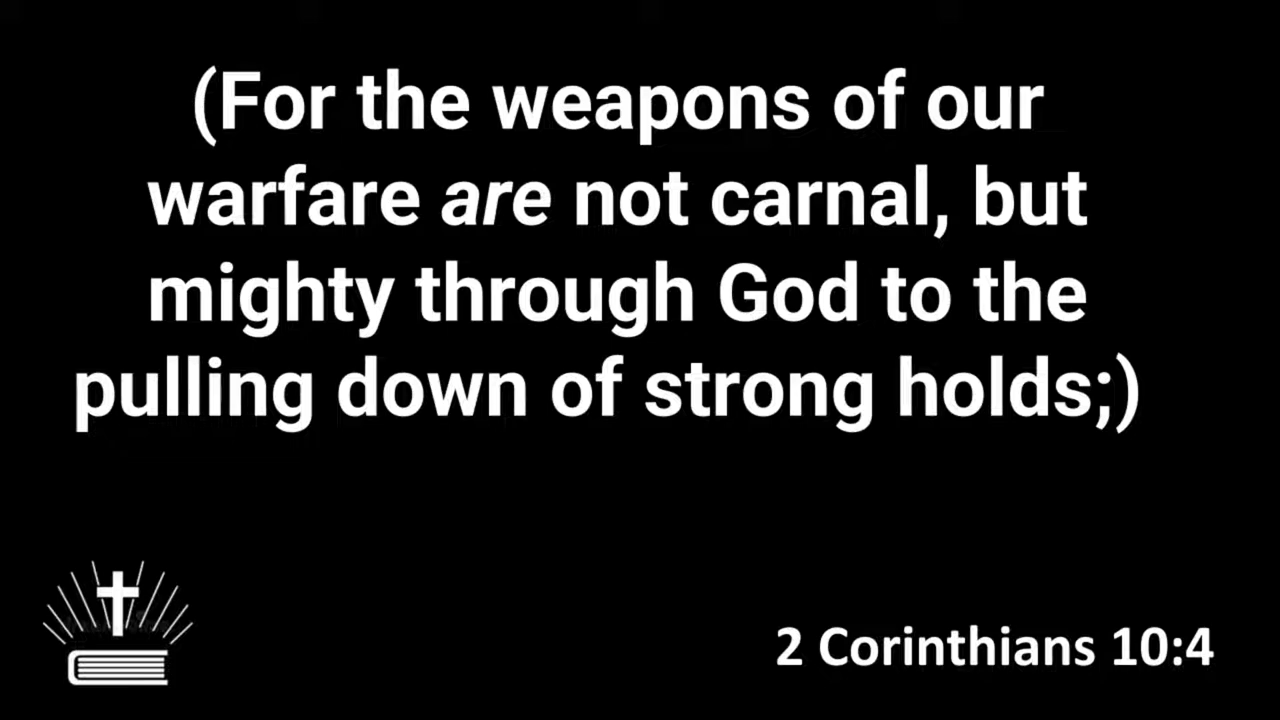 (For the weapons of our
warfare are not carnal, but
mighty through God to the
pulling down of strong holds;)
2 Corinthians 10:4